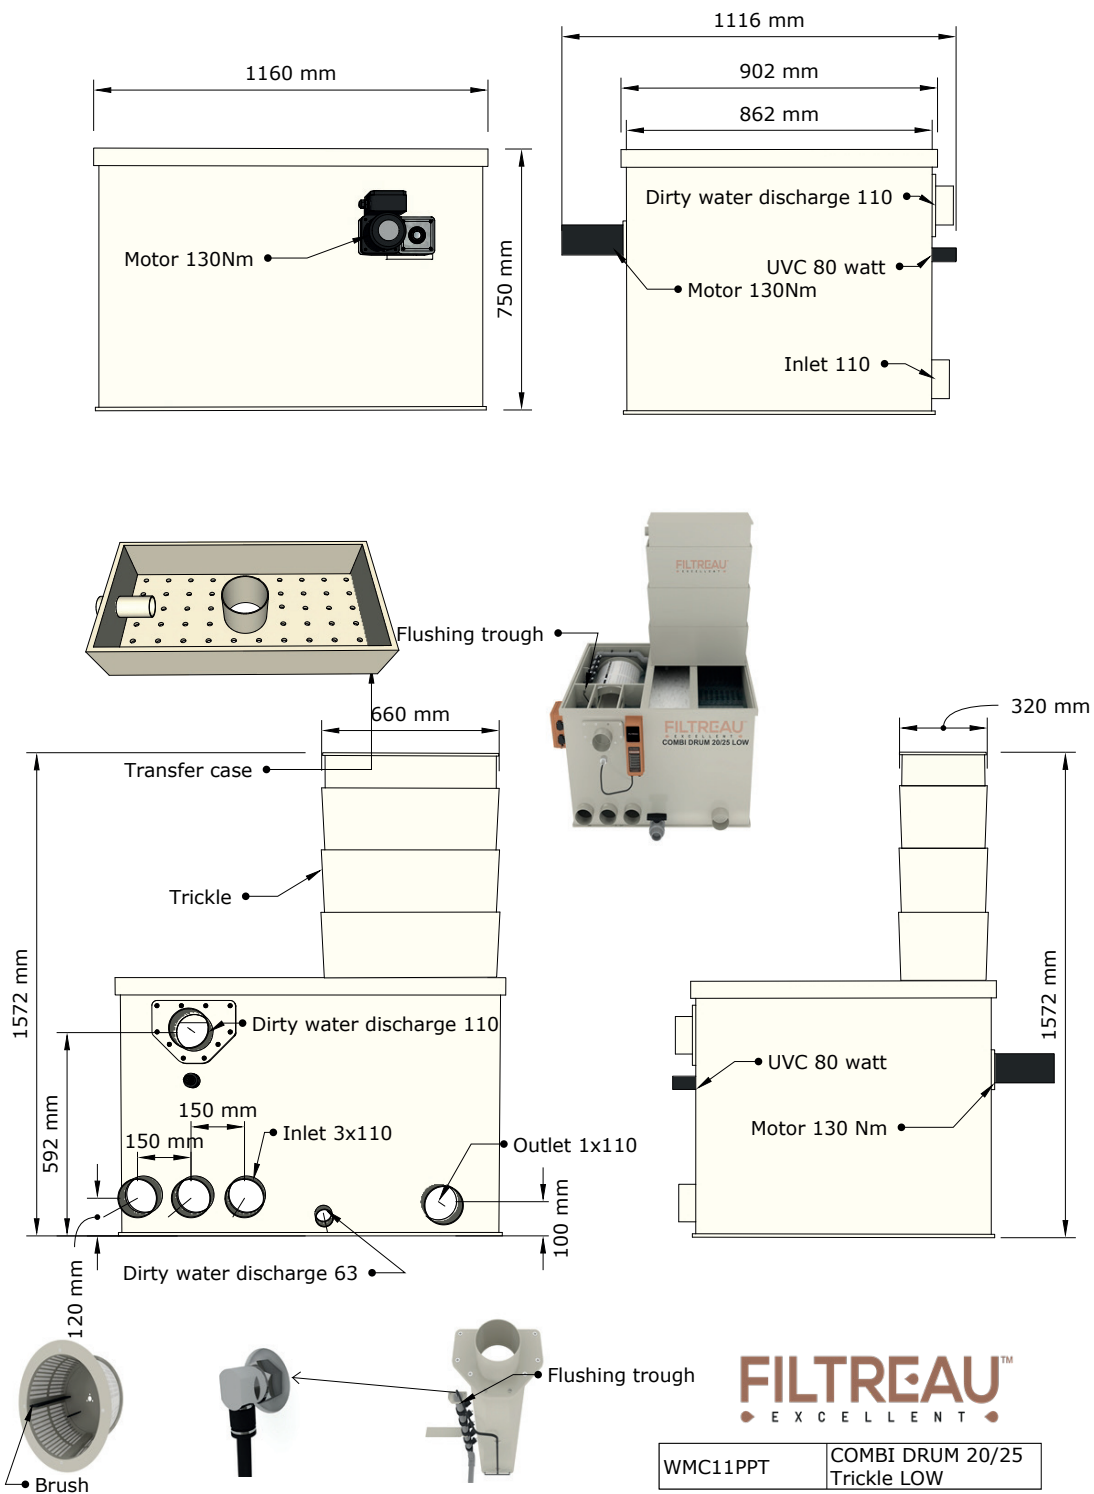 1116 mm
1160 mm
902 mm
862 mm
Dirty water discharge 110
Motor 130Nm
750 mm
UVC 80 watt
Motor 130Nm
Inlet 110
FILTREAU
EXCELLENT
Flushing trough
660 mm
320 mm
FILTREAU
EXCELLENT
COMBI DRUM 20/25 LOW
Transfer case
Trickle
1572 mm
1572 mm
Dirty water discharge 110
UVC 80 watt
592 mm
150 mm
150 mm
Inlet 3x110
Outlet 1x110
Motor 130 Nm
100 mm
Dirty water discharge 63
120 mm
Flushing trough
FILTREAU™
EXCELLENT
Brush
WMC11PPT
COMBI DRUM 20/25
Trickle LOW